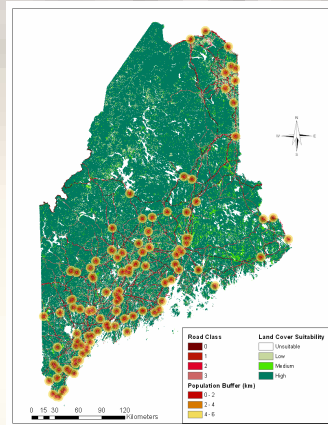 N
W
E
S
Road Class
0
1
2
3
Population Buffer (km)
0 - 2
2 - 4
4 - 6
Land Cover Suitability
Unsuitable
Low
Medium
High
0 15 30 60 90 120
Kilometers